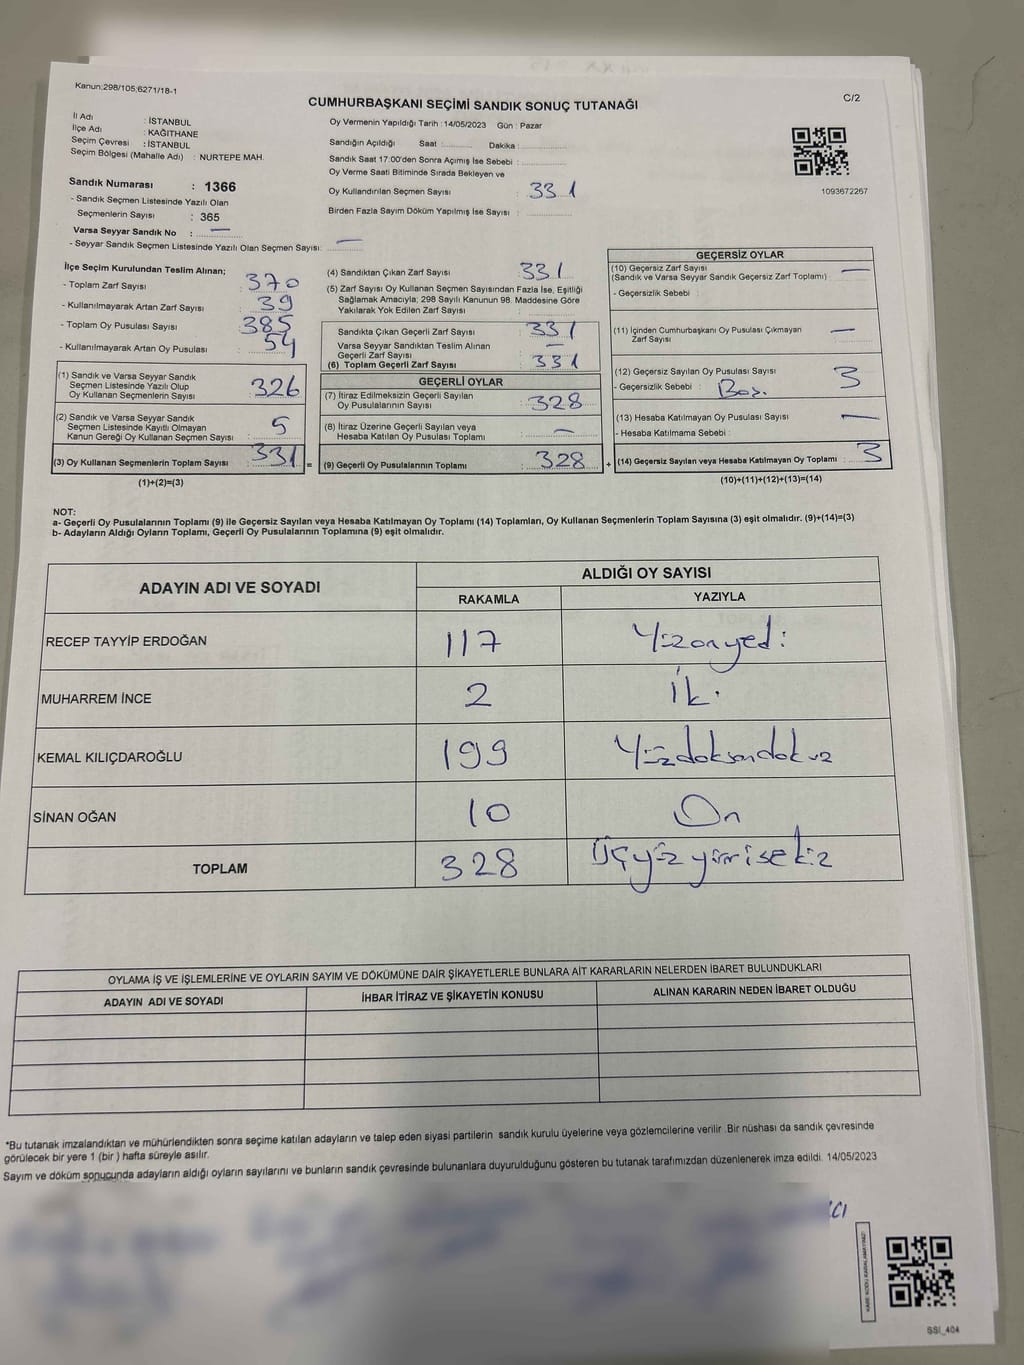 Kanun:298/105;6271/18-1
C/2
CUMHURBAŞKANI SEÇİMİ SANDIK SONUÇ TUTANAĞI
İl Adı : İSTANBUL
İlçe Adı : KAĞITHANE
Seçim Çevresi : İSTANBUL
Seçim Bölgesi (Mahalle Adı) : NURTEPE MAH.
Sandık Numarası : 1366
- Sandık Seçmen Listesinde Yazılı Olan
Seçmenlerin Sayısı : 365
Varsa Seyyar Sandık No : —
- Seyyar Sandık Seçmen Listesinde Yazılı Olan Seçmen Sayısı: —
Oy Vermenin Yapıldığı Tarih :14/05/2023 Gün : Pazar
Sandığın Açıldığı Saat : Dakika :
Sandık Saat 17:00'den Sonra Açımış İse Sebebi :
Oy Verme Saati Bitiminde Sırada Bekleyen ve
Oy Kullandırılan Seçmen Sayısı : 331
Birden Fazla Sayım Döküm Yapılmış İse Sayısı :
1093672267
İlçe Seçim Kurulundan Teslim Alınan;
- Toplam Zarf Sayısı : 370
- Kullanılmayarak Artan Zarf Sayısı : 39
- Toplam Oy Pusulası Sayısı : 385
- Kullanılmayarak Artan Oy Pusulası : 54
(1) Sandık ve Varsa Seyyar Sandık
Seçmen Listesinde Yazılı Olup
Oy Kullanan Seçmenlerin Sayısı : 326
(2) Sandık ve Varsa Seyyar Sandık
Seçmen Listesinde Kayıtlı Olmayan
Kanun Gereği Oy Kullanan Seçmen Sayısı : 5
(3) Oy Kullanan Seçmenlerin Toplam Sayısı : 331 =
(1)+(2)=(3)
(4) Sandıktan Çıkan Zarf Sayısı : 331
(5) Zarf Sayısı Oy Kullanan Seçmen Sayısından Fazla İse, Eşitliği
Sağlamak Amacıyla; 298 Sayılı Kanunun 98. Maddesine Göre
Yakılarak Yok Edilen Zarf Sayısı :
Sandıkta Çıkan Geçerli Zarf Sayısı : 331
Varsa Seyyar Sandıktan Teslim Alınan
Geçerli Zarf Sayısı : —
(6) Toplam Geçerli Zarf Sayısı : 331
GEÇERLİ OYLAR
(7) İtiraz Edilmeksizin Geçerli Sayılan
Oy Pusulalarının Sayısı : 328
(8) İtiraz Üzerine Geçerli Sayılan veya
Hesaba Katılan Oy Pusulası Toplamı : —
(9) Geçerli Oy Pusulalarının Toplamı : 328 +
GEÇERSİZ OYLAR
(10) Geçersiz Zarf Sayısı : —
(Sandık ve Varsa Seyyar Sandık Geçersiz Zarf Toplamı)
- Geçersizlik Sebebi :
(11) İçinden Cumhurbaşkanı Oy Pusulası Çıkmayan
Zarf Sayısı : —
(12) Geçersiz Sayılan Oy Pusulası Sayısı : 3
- Geçersizlik Sebebi : Boş.
(13) Hesaba Katılmayan Oy Pusulası Sayısı : —
- Hesaba Katılmama Sebebi :
(14) Geçersiz Sayılan veya Hesaba Katılmayan Oy Toplamı : 3
(10)+(11)+(12)+(13)=(14)
NOT:
a- Geçerli Oy Pusulalarının Toplamı (9) ile Geçersiz Sayılan veya Hesaba Katılmayan Oy Toplamı (14) Toplamları, Oy Kullanan Seçmenlerin Toplam Sayısına (3) eşit olmalıdır. (9)+(14)=(3)
b- Adayların Aldığı Oyların Toplamı, Geçerli Oy Pusulalarının Toplamına (9) eşit olmalıdır.
ADAYIN ADI VE SOYADI
ALDIĞI OY SAYISI
RAKAMLA YAZIYLA
RECEP TAYYİP ERDOĞAN 117 Yüzonyedi
MUHARREM İNCE 2 İki
KEMAL KILIÇDAROĞLU 199 Yüzdoksandokuz
SİNAN OĞAN 10 On
TOPLAM 328 Üçyüzyirmisekiz
OYLAMA İŞ VE İŞLEMLERİNE VE OYLARIN SAYIM VE DÖKÜMÜNE DAİR ŞİKAYETLERLE BUNLARA AİT KARARLARIN NELERDEN İBARET BULUNDUKLARI
ADAYIN ADI VE SOYADI İHBAR İTİRAZ VE ŞİKAYETİN KONUSU ALINAN KARARIN NEDEN İBARET OLDUĞU
*Bu tutanak imzalandıktan ve mühürlendikten sonra seçime katılan adayların ve talep eden siyasi partilerin sandık kurulu üyelerine veya gözlemcilerine verilir .Bir nüshası da sandık çevresinde
görülecek bir yere 1 (bir ) hafta süreyle asılır.
Sayım ve döküm sonucunda adayların aldığı oyların sayılarını ve bunların sandık çevresinde bulunanlara duyurulduğunu gösteren bu tutanak tarafımızdan düzenlenerek imza edildi. 14/05/2023
SSI_404